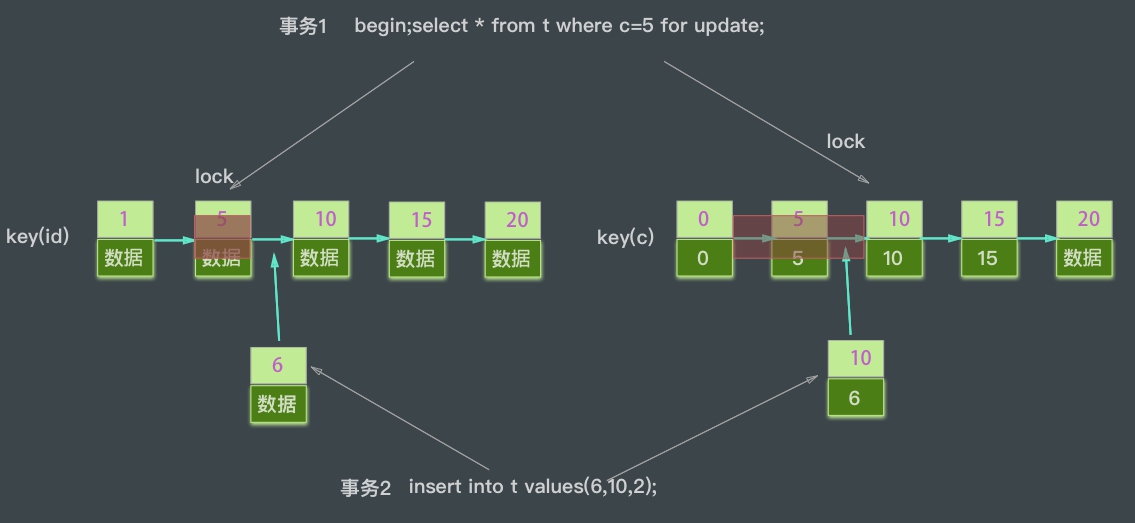 事务1 begin;select * from t where c=5 for update;
lock
lock
key(id)
1 5 10 15 20
数据 数据 数据 数据 数据
key(c)
0 5 10 15 20
0 5 10 15 数据
6
数据
10
6
事务2 insert into t values(6,10,2);